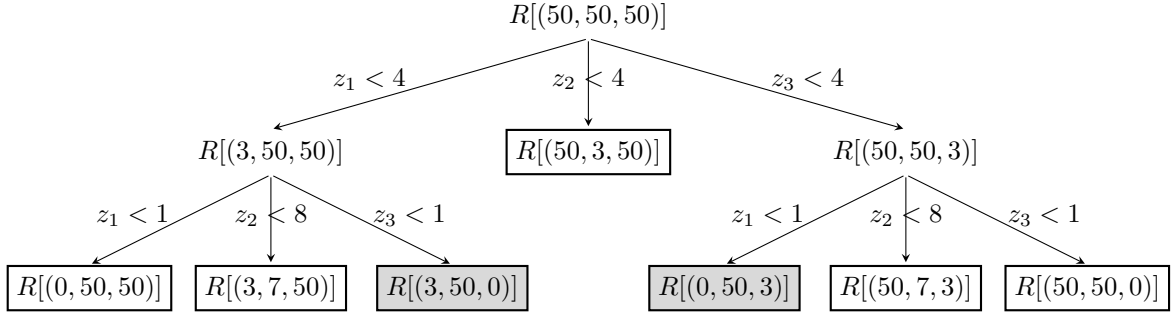 R[(50, 50, 50)]
z₁ < 4 z₂ < 4 z₃ < 4
R[(3, 50, 50)] R[(50, 3, 50)] R[(50, 50, 3)]
z₁ < 1 z₂ < 8 z₃ < 1 z₁ < 1 z₂ < 8 z₃ < 1
R[(0, 50, 50)] R[(3, 7, 50)] R[(3, 50, 0)] R[(0, 50, 3)] R[(50, 7, 3)] R[(50, 50, 0)]